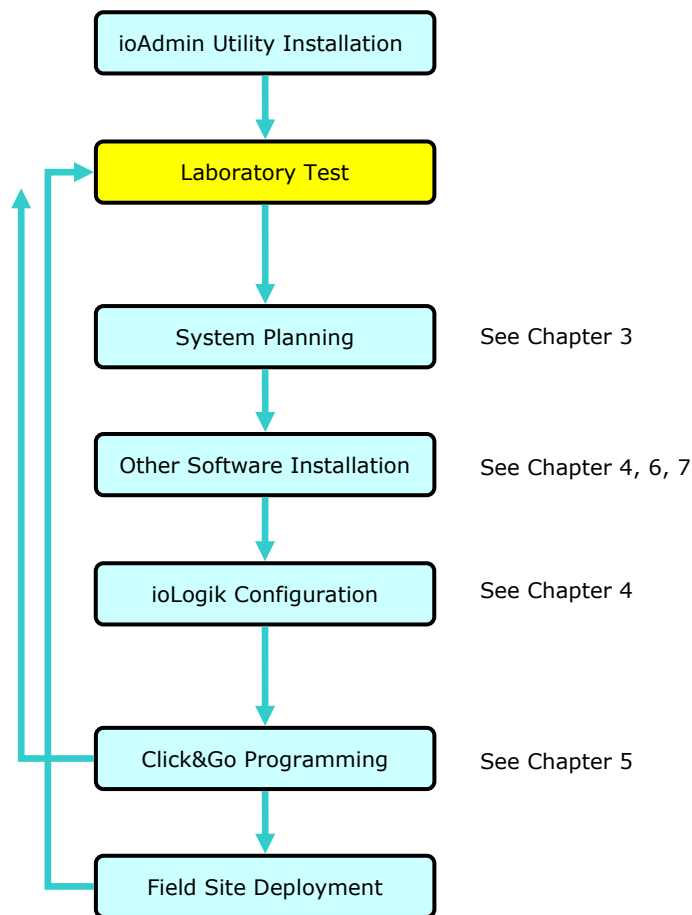 ioAdmin Utility Installation
Laboratory Test
System Planning
See Chapter 3
Other Software Installation
See Chapter 4, 6, 7
ioLogik Configuration
See Chapter 4
Click&Go Programming
See Chapter 5
Field Site Deployment